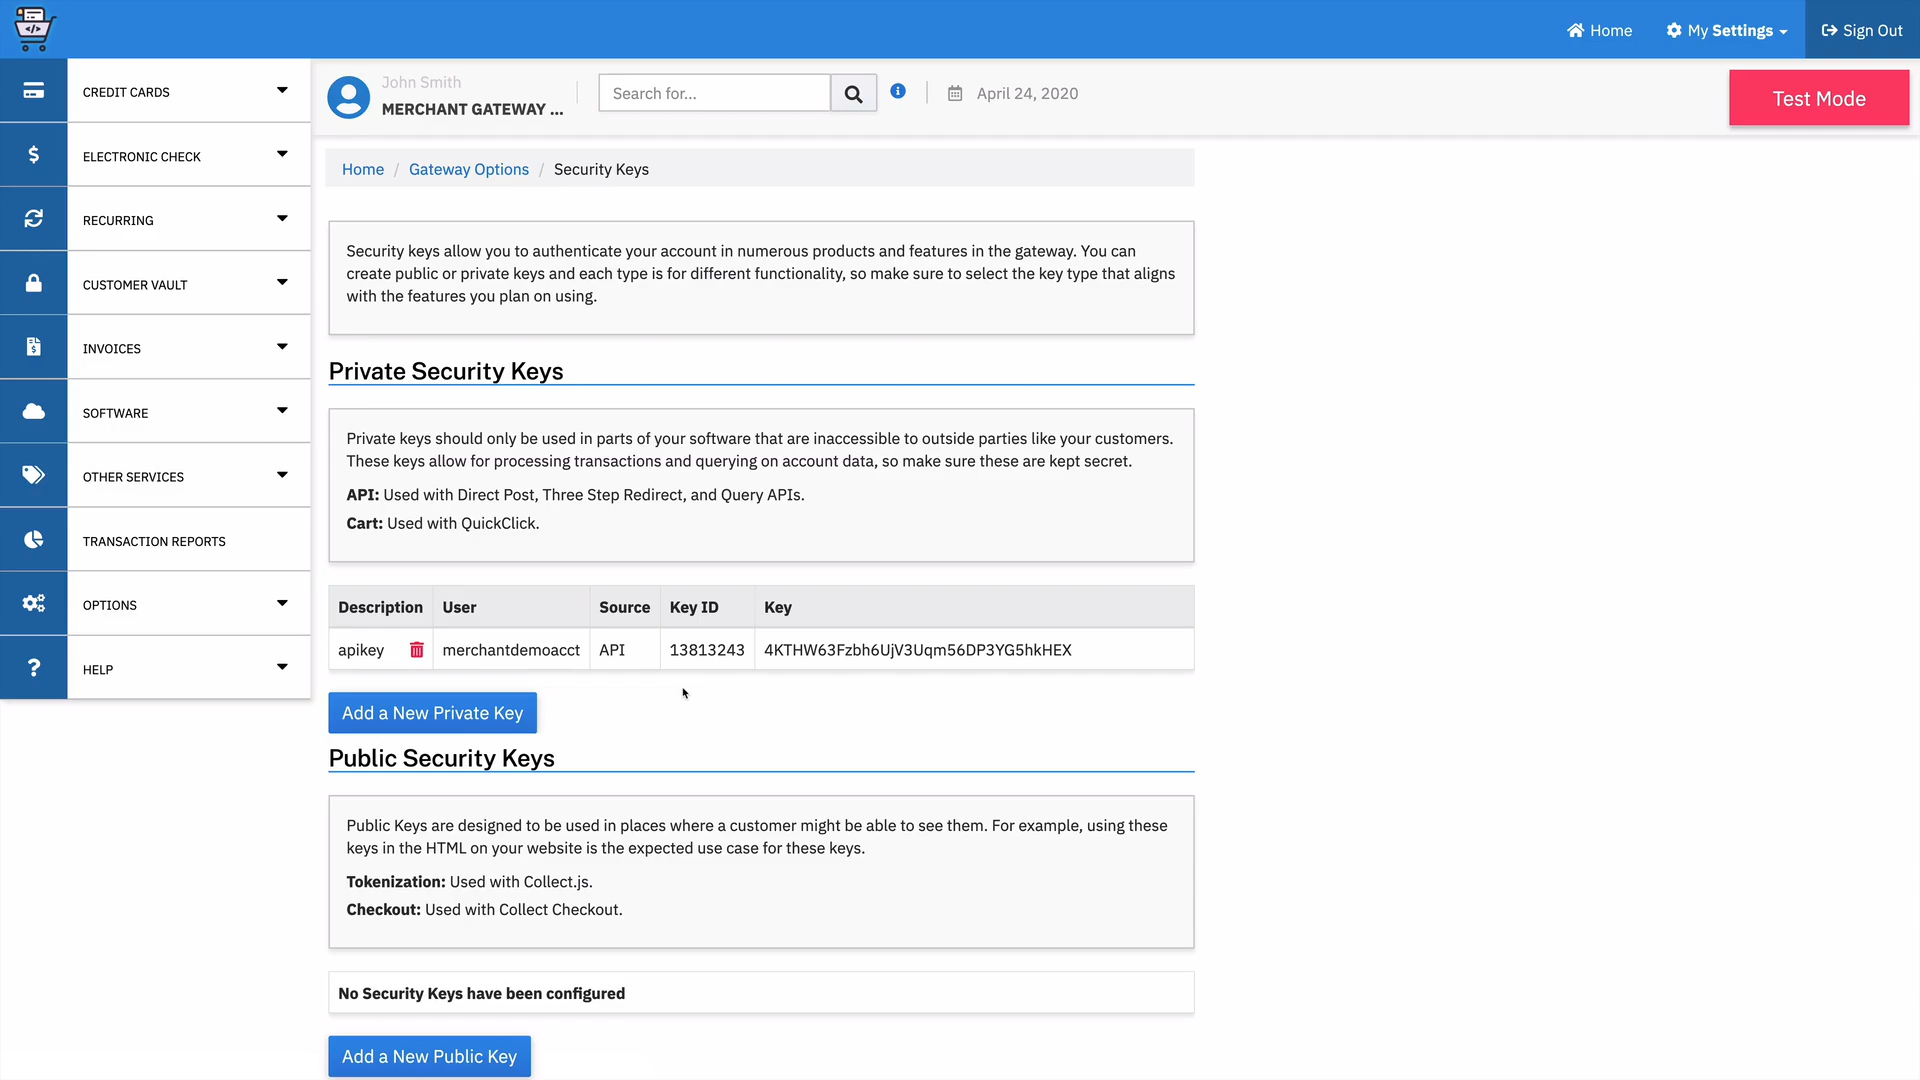 Home
My Settings
Sign Out
CREDIT CARDS
ELECTRONIC CHECK
RECURRING
CUSTOMER VAULT
INVOICES
SOFTWARE
OTHER SERVICES
TRANSACTION REPORTS
OPTIONS
HELP
John Smith
MERCHANT GATEWAY ...
Search for...
April 24, 2020
Test Mode
Home / Gateway Options / Security Keys
Security keys allow you to authenticate your account in numerous products and features in the gateway. You can
create public or private keys and each type is for different functionality, so make sure to select the key type that aligns
with the features you plan on using.
Private Security Keys
Private keys should only be used in parts of your software that are inaccessible to outside parties like your customers.
These keys allow for processing transactions and querying on account data, so make sure these are kept secret.
API: Used with Direct Post, Three Step Redirect, and Query APIs.
Cart: Used with QuickClick.
Description User Source Key ID Key
apikey merchantdemoacct API 13813243 4KTHW63Fzbh6UjV3Uqm56DP3YG5hkHEX
Add a New Private Key
Public Security Keys
Public Keys are designed to be used in places where a customer might be able to see them. For example, using these
keys in the HTML on your website is the expected use case for these keys.
Tokenization: Used with Collect.js.
Checkout: Used with Collect Checkout.
No Security Keys have been configured
Add a New Public Key